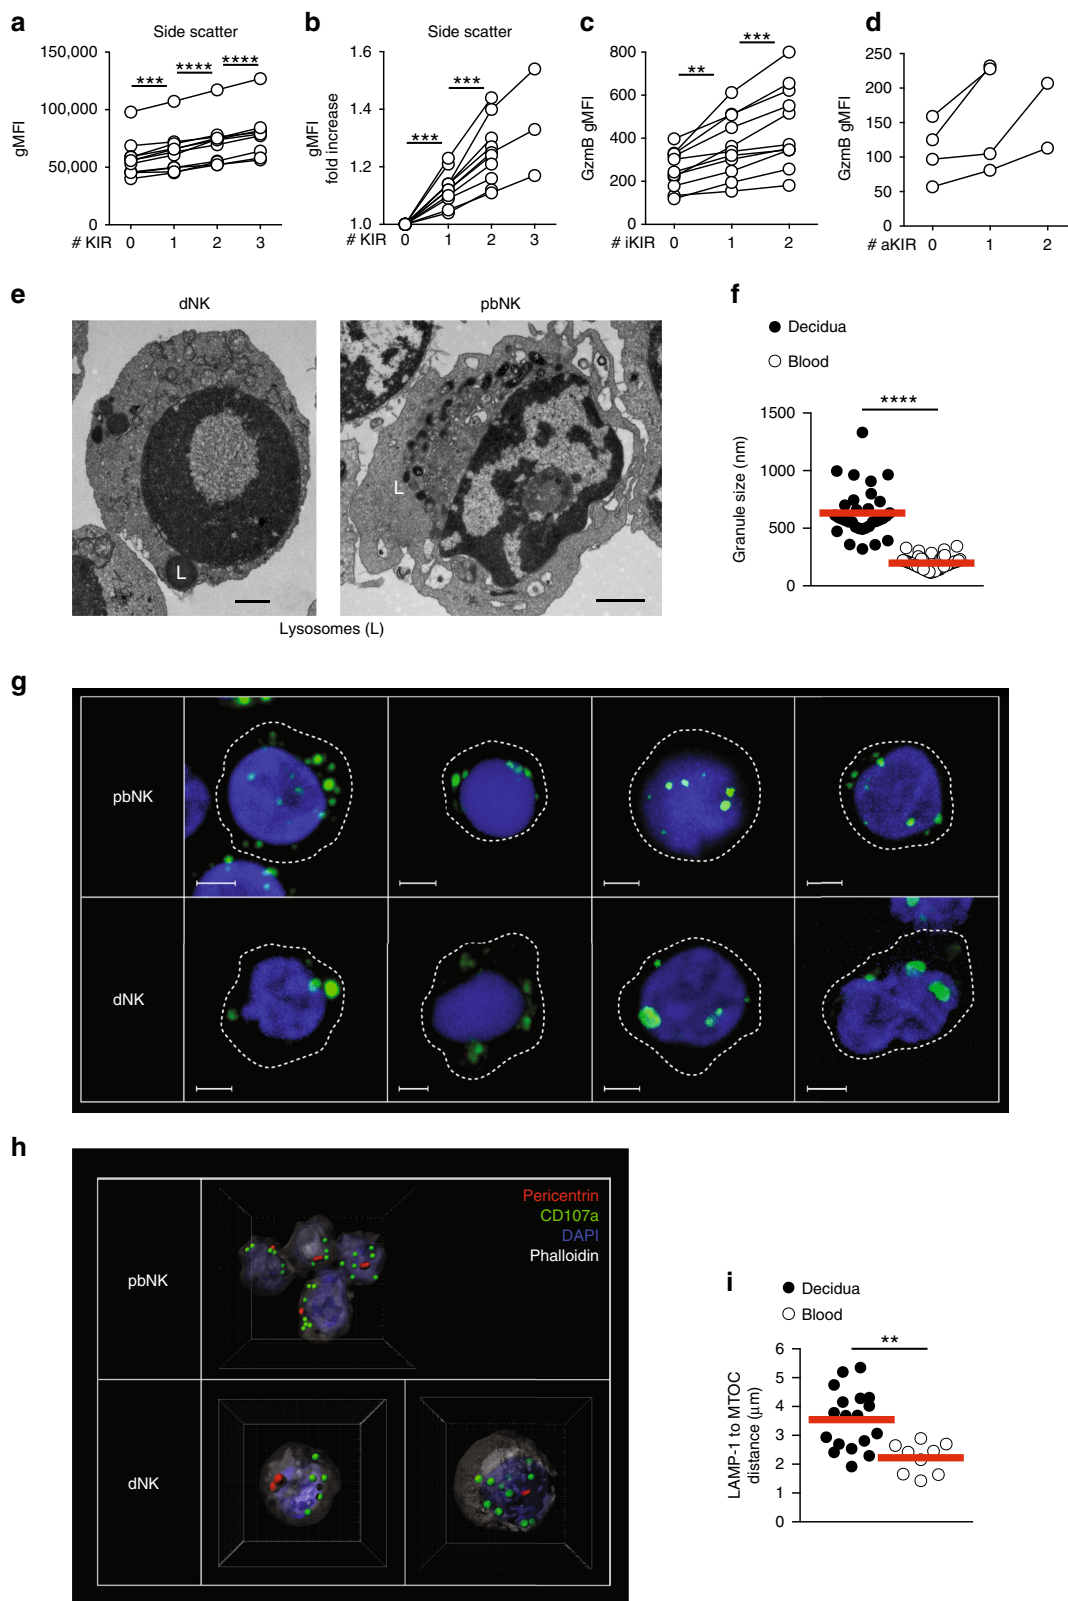 a
Side scatter
gMFI
150,000
100,000
50,000
0
*** **** ****
# KIR 0 1 2 3
b
Side scatter
gMFI
fold increase
1.6
1.4
1.2
1.0
*** ***
# KIR 0 1 2 3
c
GzmB gMFI
800
600
400
200
0
** ***
# iKIR 0 1 2
d
GzmB gMFI
250
200
150
100
50
0
# aKIR 0 1 2
e
dNK
pbNK
L
L
Lysosomes (L)
f
Decidua
Blood
****
Granule size (nm)
1500
1000
500
0
g
pbNK
dNK
h
Pericentrin
CD107a
DAPI
Phalloidin
pbNK
dNK
i
Decidua
Blood
**
LAMP-1 to MTOC
distance (μm)
6
5
4
3
2
1
0